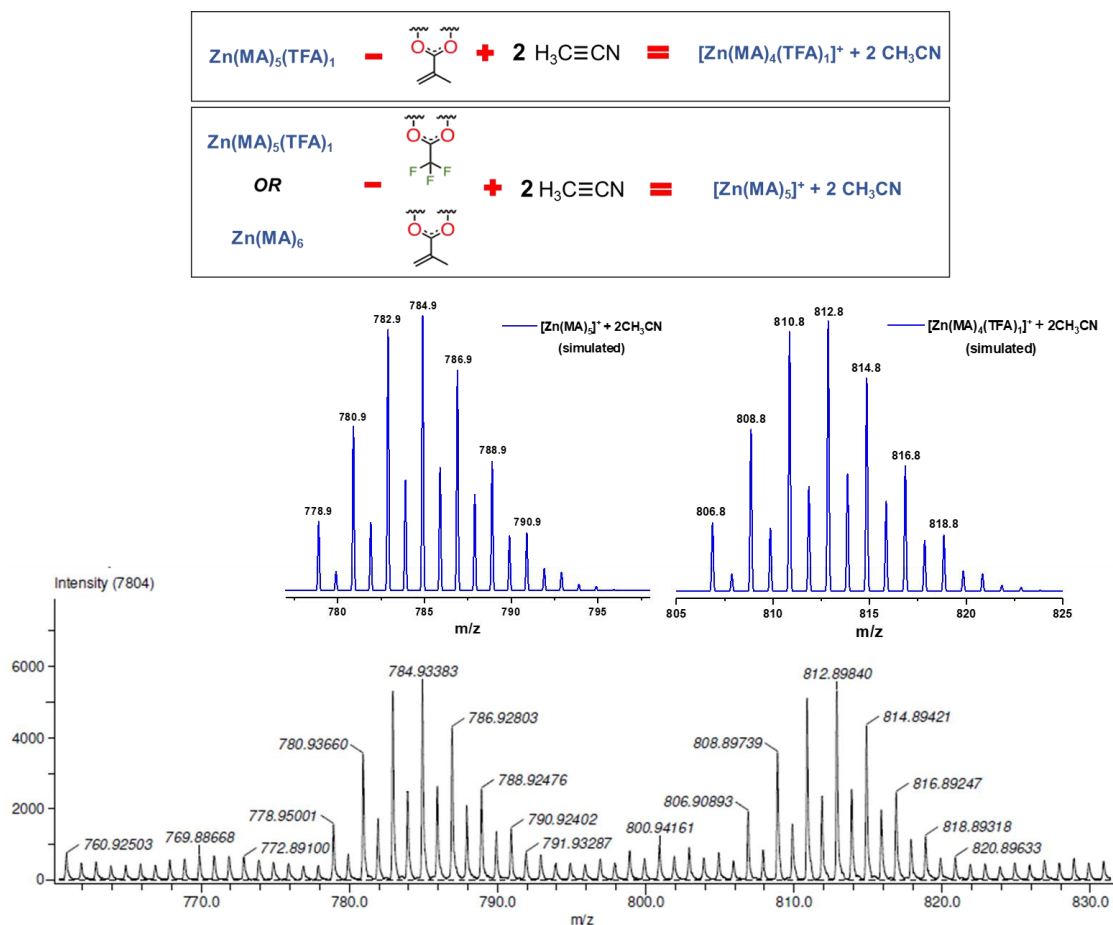 Zn(MA)₅(TFA)₁ − O O + 2 H₃C≡CN = [Zn(MA)₄(TFA)₁]⁺ + 2 CH₃CN
Zn(MA)₅(TFA)₁
OR
Zn(MA)₆
O O
F F
F
− + 2 H₃C≡CN = [Zn(MA)₅]⁺ + 2 CH₃CN
O O
[Zn(MA)₅]⁺ + 2CH₃CN
(simulated)
778.9
780.9
782.9
784.9
786.9
788.9
790.9
780 785 790 795
m/z
[Zn(MA)₄(TFA)₁]⁺ + 2CH₃CN
(simulated)
806.8
808.8
810.8
812.8
814.8
816.8
818.8
805 810 815 820 825
m/z
Intensity (7804)
6000
4000
2000
0
760.92503
769.88668
772.89100
778.95001
780.93660
784.93383
786.92803
788.92476
790.92402
791.93287
800.94161
806.90893
808.89739
812.89840
814.89421
816.89247
818.89318
820.89633
770.0 780.0 790.0 800.0 810.0 820.0 830.0
m/z